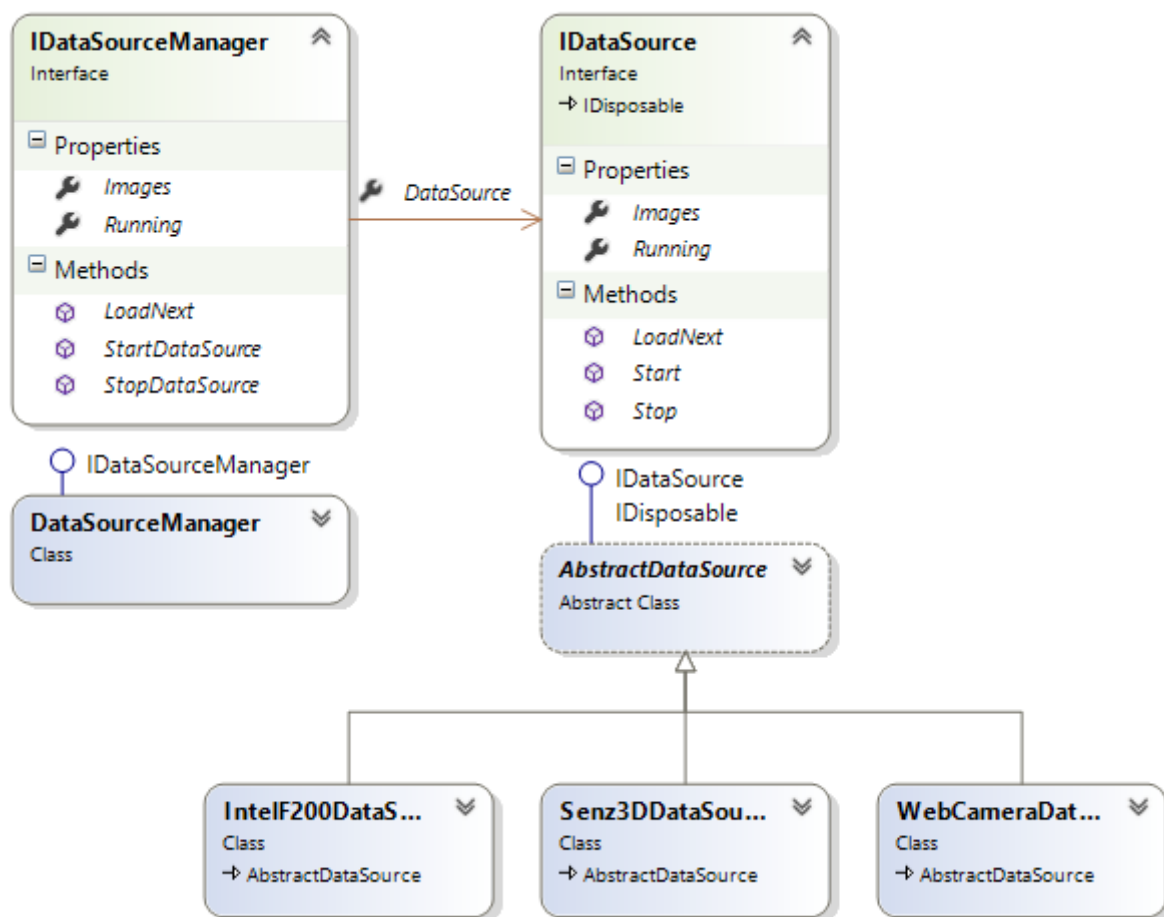 IDataSourceManager
Interface
Properties
Images
Running
Methods
LoadNext
StartDataSource
StopDataSource
DataSource
IDataSource
Interface
IDisposable
Properties
Images
Running
Methods
LoadNext
Start
Stop
IDataSourceManager
DataSourceManager
Class
IDataSource
IDisposable
AbstractDataSource
Abstract Class
IntelF200DataS...
Class
AbstractDataSource
Senz3DDataSou...
Class
AbstractDataSource
WebCameraDat...
Class
AbstractDataSource